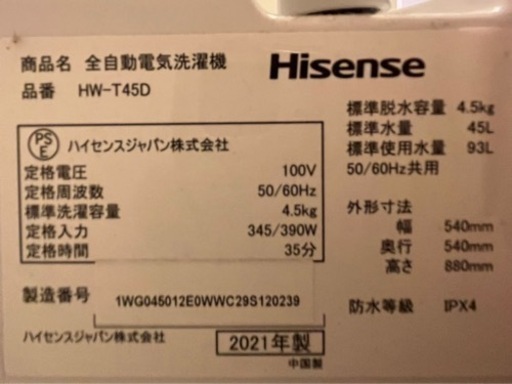 商品名 全自動電気洗濯機
Hisense
品番 HW-T45D
PSE ハイセンスジャパン株式会社
定格電圧 100V
定格周波数 50/60Hz
標準洗濯容量 4.5kg
定格入力 345/390W
定格時間 35分
標準脱水容量 4.5kg
標準水量 45L
標準使用水量 93L
50/60Hz共用
外形寸法
幅 540mm
奥行 540mm
高さ 880mm
製造番号 1WG045012E0WWC29S120239
防水等級 IPX4
ハイセンスジャパン株式会社
2021年製
中国製